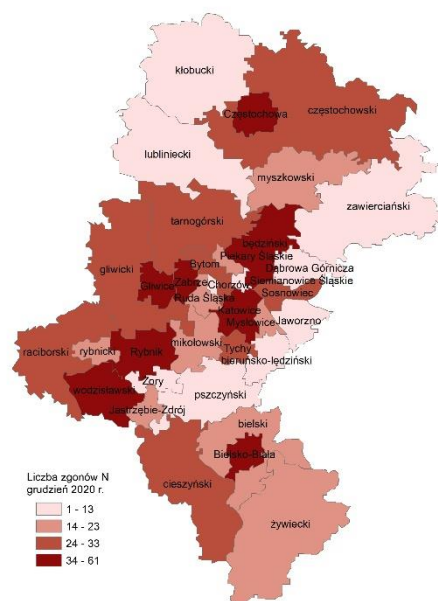 kłobucki
Częstochowa
częstochowski
lubliniecki
myszkowski
zawierciański
tarnogórski
będziński
gliwicki
Bytom
Piekary Śląskie
Dąbrowa Górnicza
Gliwice
Zabrze
Chorzów
Siemianowice Śląskie
Ruda Śląska
Sosnowiec
Katowice
Mysłowice
Jaworzno
raciborski
rybnicki
Rybnik
mikołowski
Tychy
bieruńsko-lędziński
wodzisławski
Żory
pszczyński
Jastrzębie-Zdrój
bielski
Bielsko-Biała
cieszyński
żywiecki
Liczba zgonów N
grudzień 2020 r.
1 - 13
14 - 23
24 - 33
34 - 61